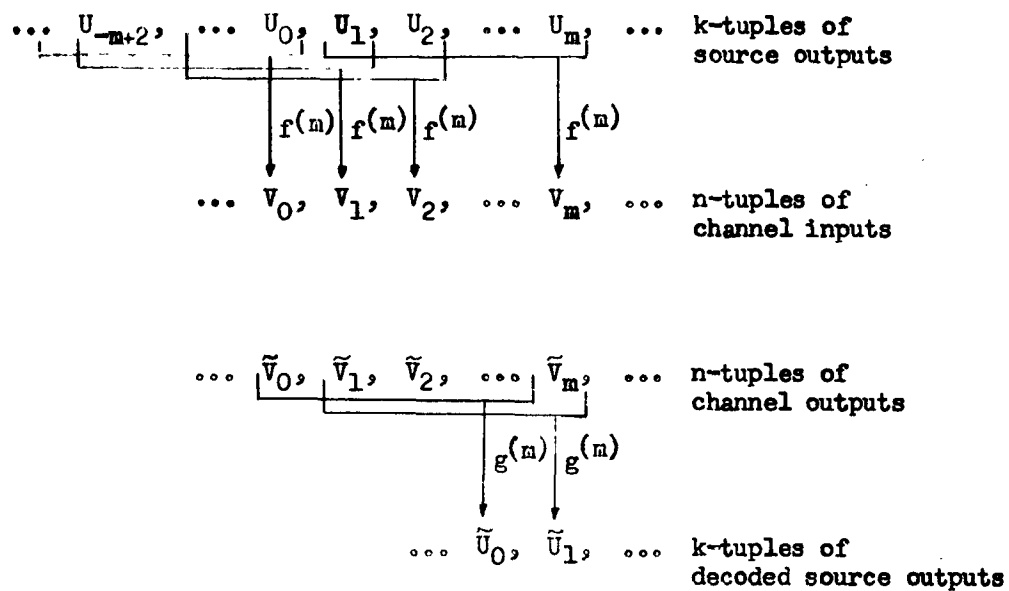 ... U_{-m+2}, ... U_0, U_1, U_2, ... U_m, ... k-tuples of
source outputs
f^{(m)} f^{(m)} f^{(m)} f^{(m)}
... V_0, V_1, V_2, ... V_m, ... n-tuples of
channel inputs
... Ṽ_0, Ṽ_1, Ṽ_2, ... Ṽ_m, ... n-tuples of
channel outputs
g^{(m)} g^{(m)}
... Ũ_0, Ũ_1, ... k-tuples of
decoded source outputs